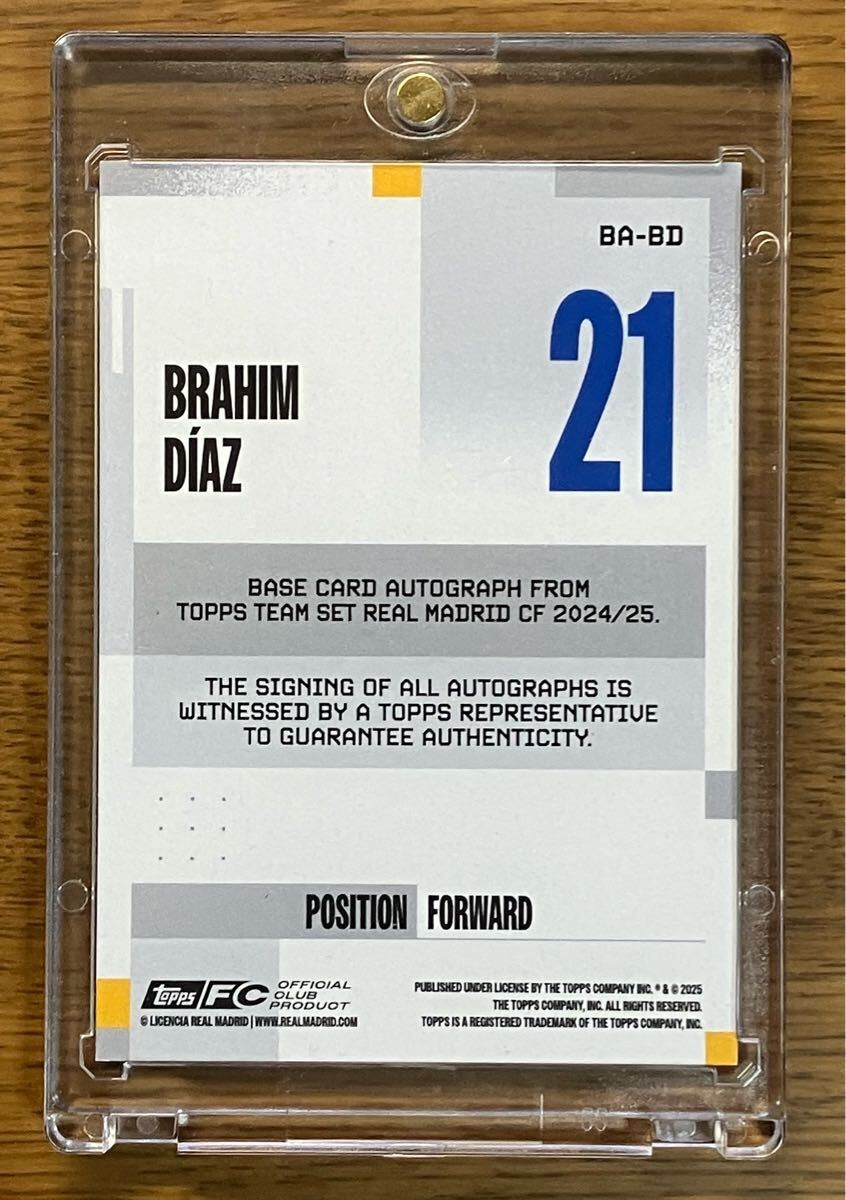 BA-BD
21
BRAHIM
DÍAZ
BASE CARD AUTOGRAPH FROM
TOPPS TEAM SET REAL MADRID CF 2024/25.
THE SIGNING OF ALL AUTOGRAPHS IS
WITNESSED BY A TOPPS REPRESENTATIVE
TO GUARANTEE AUTHENTICITY.
POSITION FORWARD
topps FC OFFICIAL
CLUB
PRODUCT
© LICENCIA REAL MADRID | WWW.REALMADRID.COM
PUBLISHED UNDER LICENSE BY THE TOPPS COMPANY INC. ® & © 2025
THE TOPPS COMPANY, INC. ALL RIGHTS RESERVED.
TOPPS IS A REGISTERED TRADEMARK OF THE TOPPS COMPANY, INC.